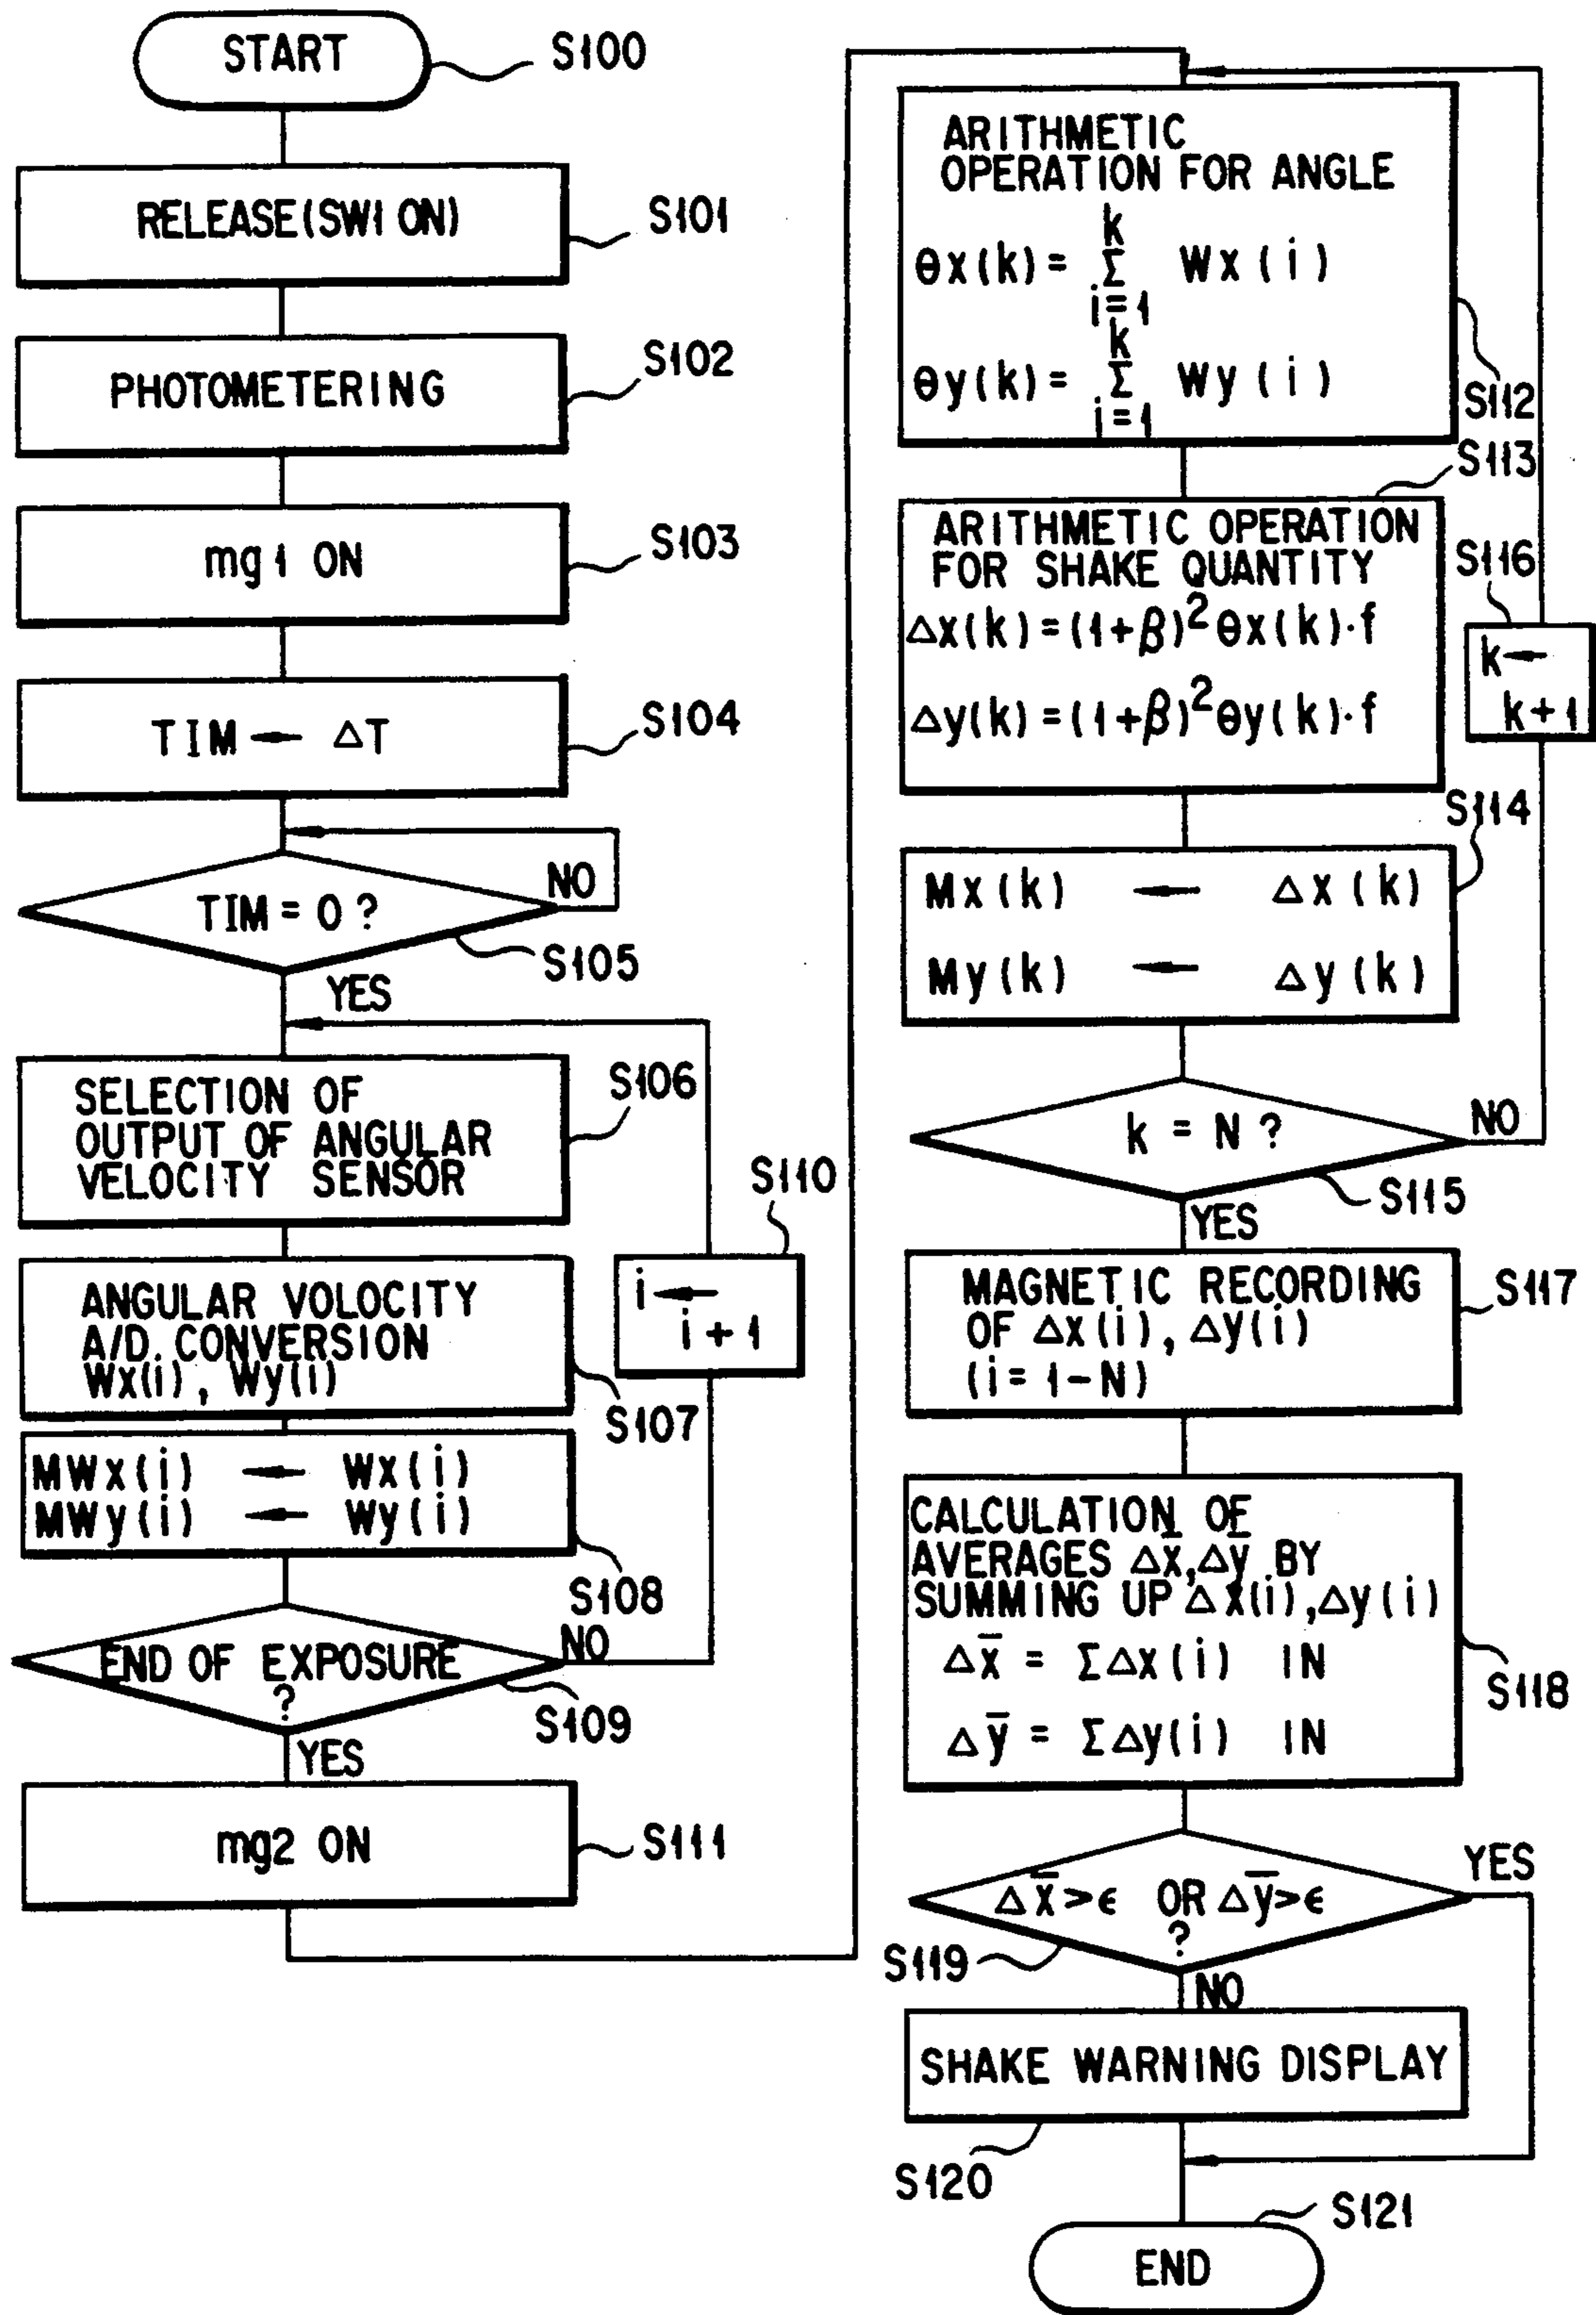 START
S100
RELEASE(SW1 ON)
S101
PHOTOMETERING
S102
mg1 ON
S103
TIM ← ΔT
S104
TIM = 0 ?
NO
S105
YES
SELECTION OF
OUTPUT OF ANGULAR
VELOCITY SENSOR
S106
ANGULAR VOLOCITY
A/D. CONVERSION
Wx(i), Wy(i)
S107
MWx(i) ← Wx(i)
MWy(i) ← Wy(i)
S108
END OF EXPOSURE
?
NO
S109
YES
S110
i ←
i + 1
mg2 ON
S111
ARITHMETIC
OPERATION FOR ANGLE
k
θx(k) = Σ Wx(i)
i=1
k
θy(k) = Σ Wy(i)
i=1
S112
S113
ARITHMETIC OPERATION
FOR SHAKE QUANTITY
Δx(k) = (1+β)² θx(k)·f
Δy(k) = (1+β)² θy(k)·f
S116
k ←
k+1
S114
Mx(k) ← Δx(k)
My(k) ← Δy(k)
k = N ?
NO
S115
YES
MAGNETIC RECORDING
OF Δx(i), Δy(i)
(i = 1-N)
S117
CALCULATION OF
AVERAGES Δx̄, Δȳ BY
SUMMING UP Δx(i), Δy(i)
Δx̄ = ΣΔx(i) IN
Δȳ = ΣΔy(i) IN
S118
Δx̄>ϵ OR Δȳ>ϵ
?
YES
S119
NO
SHAKE WARNING DISPLAY
S120
S121
END